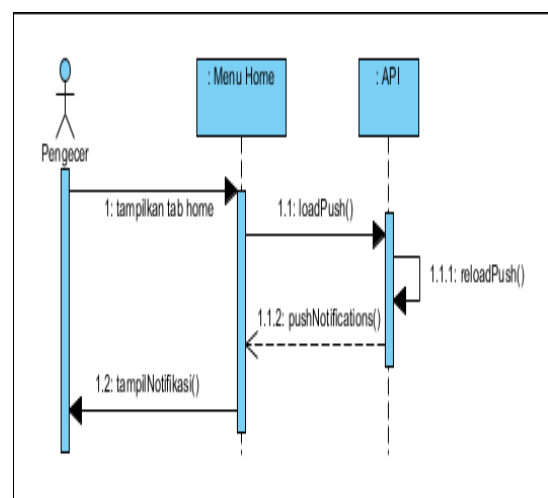 : Menu Home
: API
Pengecer
1: tampilkan tab home
1.1: loadPush()
1.1.1: reloadPush()
1.1.2: pushNotifications()
1.2: tampilNotifikasi()